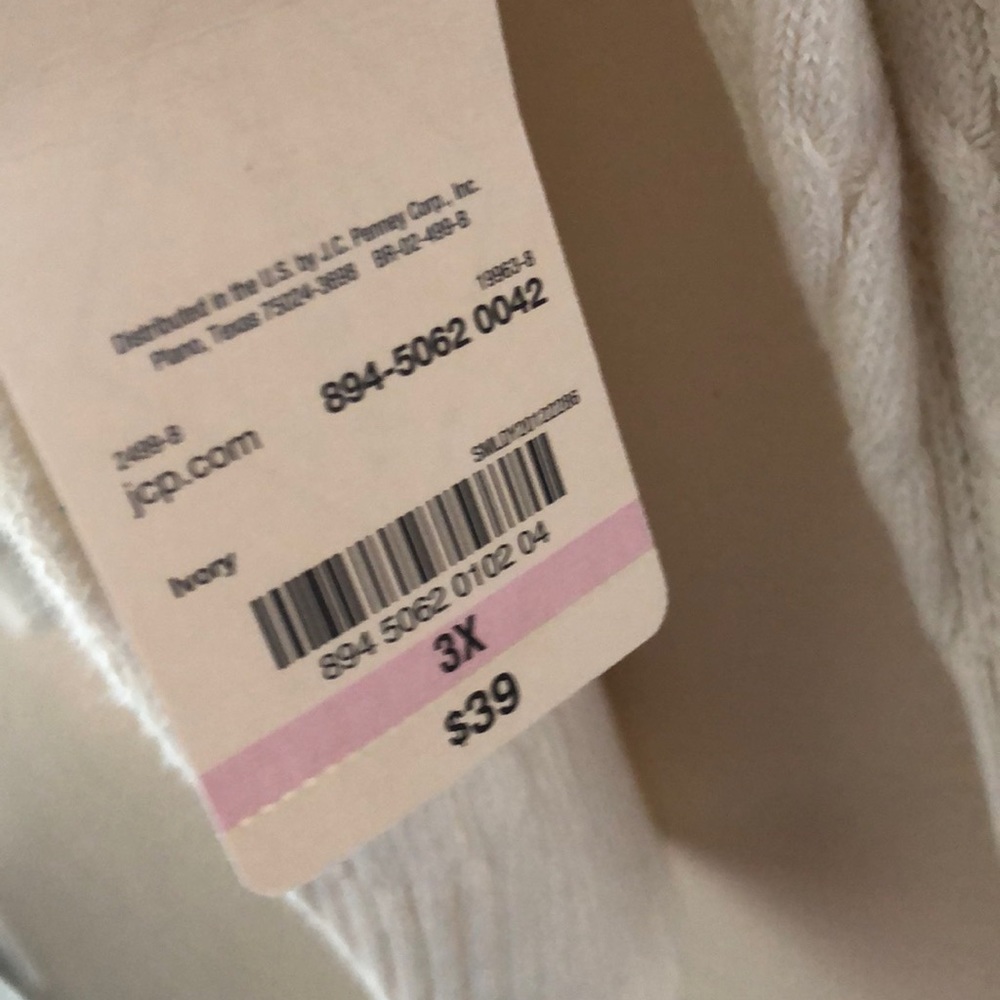 Distributed in the U.S. by J.C. Penney Corp., Inc.
Plano, Texas 75024-3698 BR-02-499-8
19963-8
894-5062 0042
2499-8
jcp.com
SWLDY20122286
Ivory
894 5062 0102 04
3X
$39